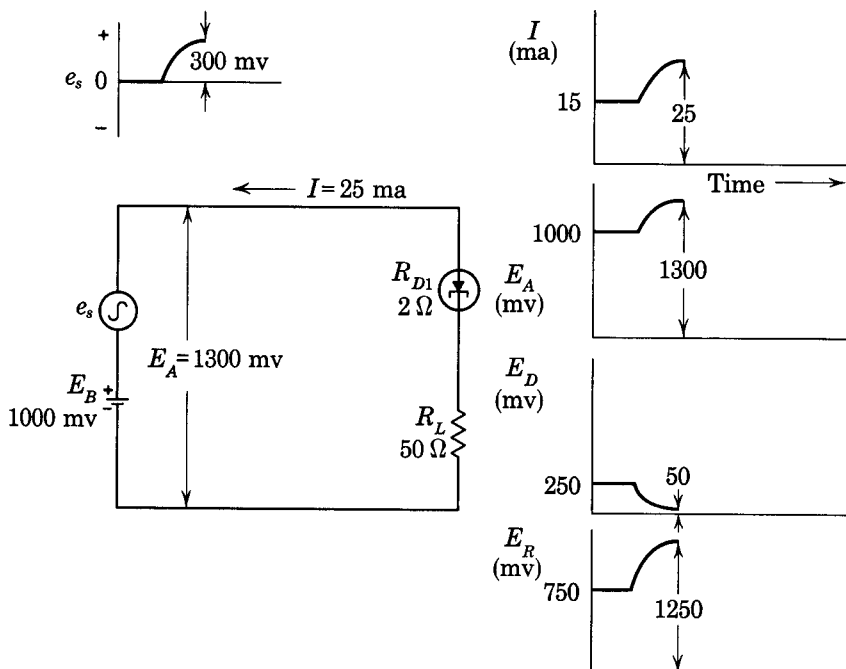 +
300 mv
e_s 0
−
I = 25 ma
R_D1
2 Ω
e_s
E_A = 1300 mv
E_B +
1000 mv −
R_L
50 Ω
I
(ma)
15
25
Time
1000
E_A
(mv)
1300
E_D
(mv)
250
50
E_R
(mv)
750
1250